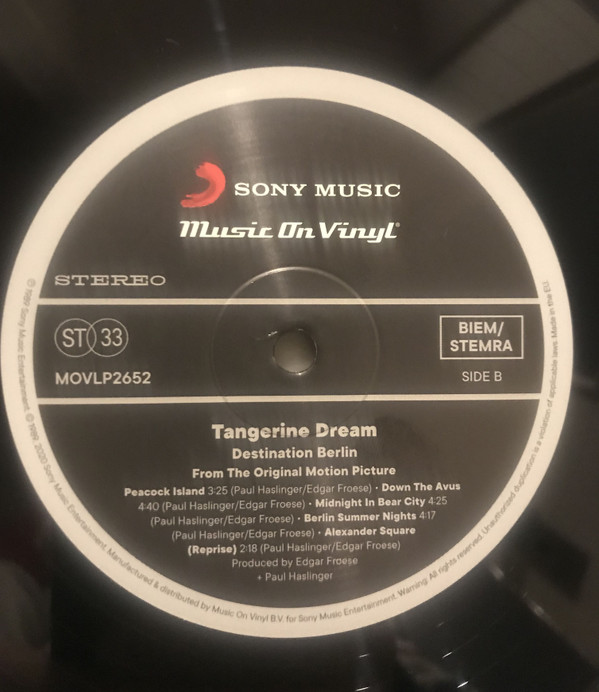 SONY MUSIC
Music On Vinyl®
STEREO
ST 33
BIEM/
STEMRA
MOVLP2652
SIDE B
Tangerine Dream
Destination Berlin
From The Original Motion Picture
Peacock Island 3:25 (Paul Haslinger/Edgar Froese) • Down The Avus
4:40 (Paul Haslinger/Edgar Froese) • Midnight In Bear City 4:25
(Paul Haslinger/Edgar Froese) • Berlin Summer Nights 4:17
(Paul Haslinger/Edgar Froese) • Alexander Square
(Reprise) 2:18 (Paul Haslinger/Edgar Froese)
Produced by Edgar Froese
+ Paul Haslinger
Sony Music Entertainment. © 1989, 2020 Sony Music Entertainment. Manufactured & distributed by Music On Vinyl B.V. for Sony Music Entertainment. Warning: All rights reserved. Unauthorized duplication is a violation of applicable laws. Made in the EU.